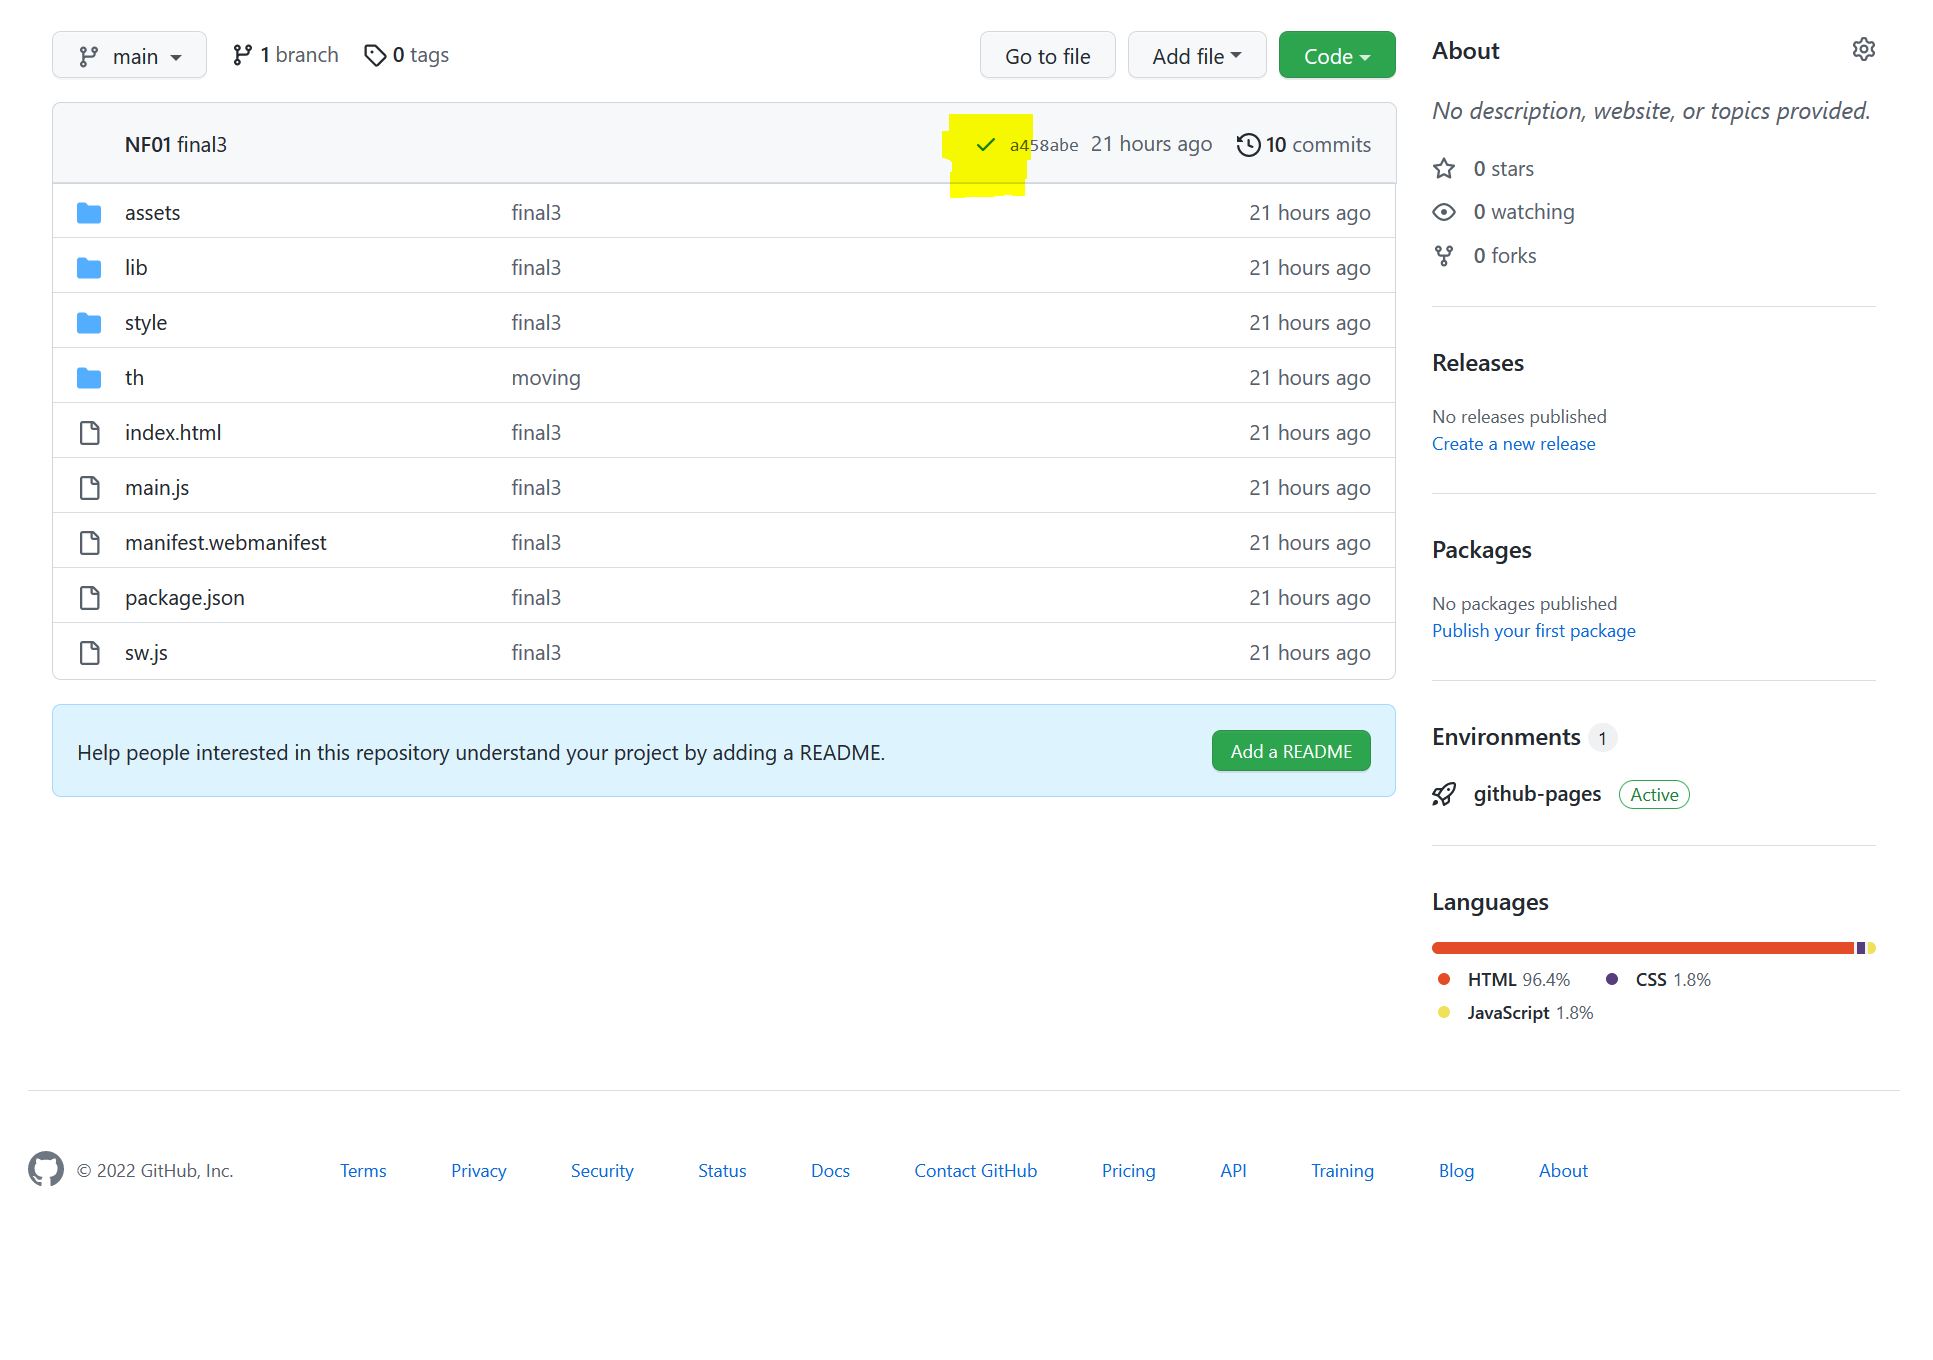 main 1 branch 0 tags Go to file Add file Code
NF01 final3 a458abe 21 hours ago 10 commits
assets final3 21 hours ago
lib final3 21 hours ago
style final3 21 hours ago
th moving 21 hours ago
index.html final3 21 hours ago
main.js final3 21 hours ago
manifest.webmanifest final3 21 hours ago
package.json final3 21 hours ago
sw.js final3 21 hours ago
Help people interested in this repository understand your project by adding a README. Add a README
About
No description, website, or topics provided.
0 stars
0 watching
0 forks
Releases
No releases published
Create a new release
Packages
No packages published
Publish your first package
Environments 1
github-pages Active
Languages
HTML 96.4% CSS 1.8%
JavaScript 1.8%
© 2022 GitHub, Inc. Terms Privacy Security Status Docs Contact GitHub Pricing API Training Blog About